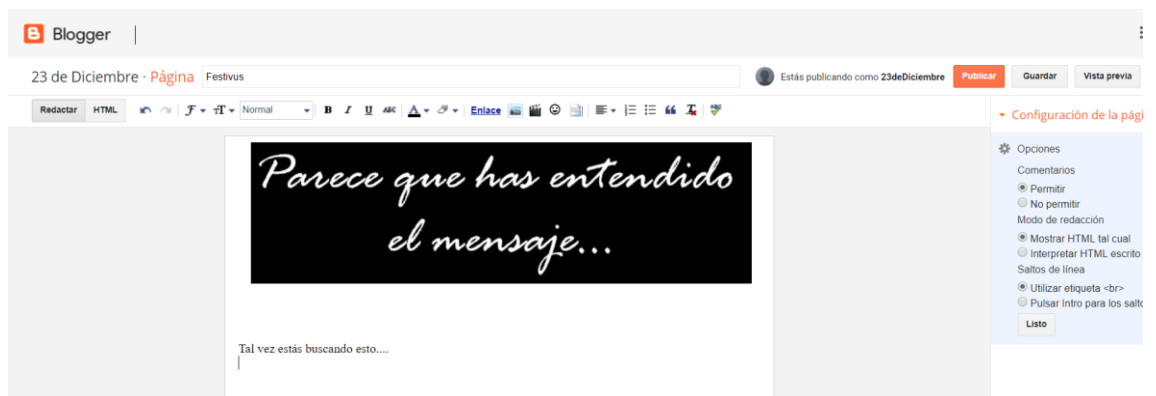 Blogger
23 de Diciembre · Página Festivus Estás publicando como 23deDiciembre Publicar Guardar Vista previa
Redactar HTML Normal B I U ABC A Enlace
Configuración de la pági
Opciones
Comentarios
Permitir
No permitir
Modo de redacción
Mostrar HTML tal cual
Interpretar HTML escrito
Saltos de línea
Utilizar etiqueta <br>
Pulsar Intro para los salto
Listo
Parece que has entendido
el mensaje...
Tal vez estás buscando esto....